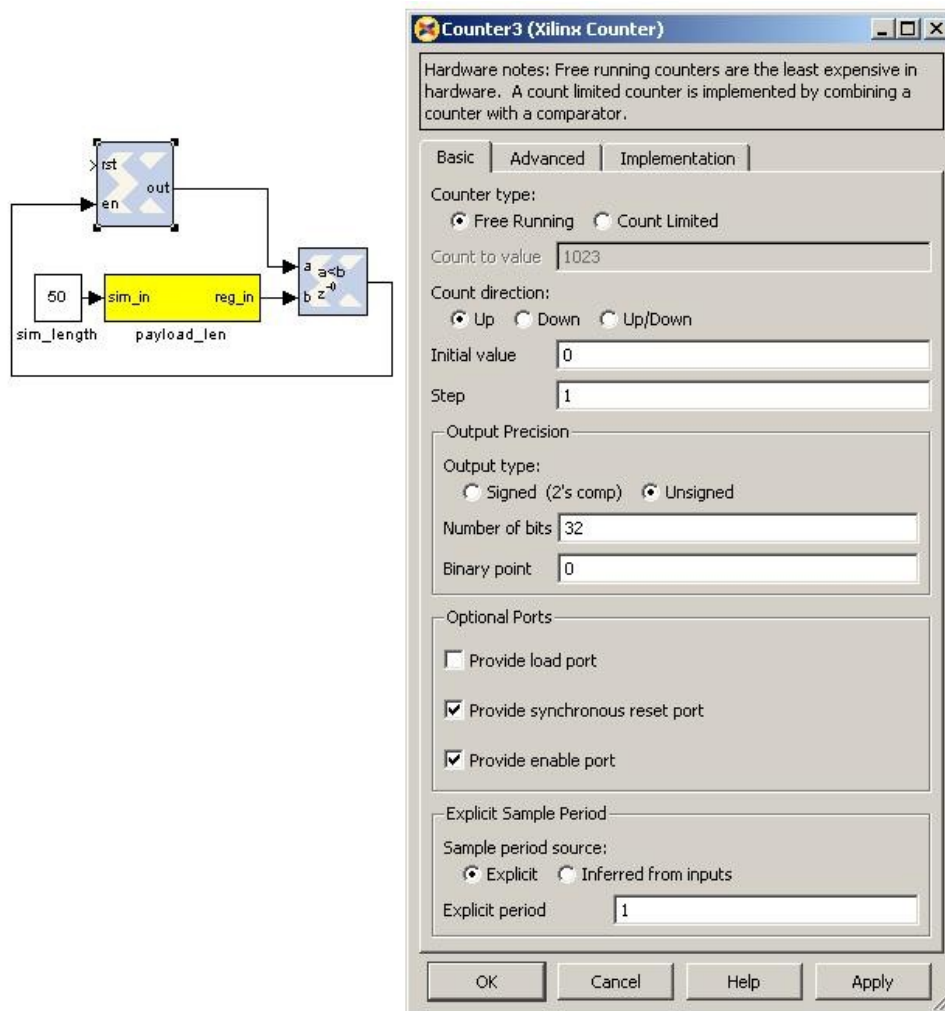 Counter3 (Xilinx Counter)
Hardware notes: Free running counters are the least expensive in
hardware. A count limited counter is implemented by combining a
counter with a comparator.
Basic Advanced Implementation
Counter type:
Free Running Count Limited
Count to value 1023
Count direction:
Up Down Up/Down
Initial value 0
Step 1
Output Precision
Output type:
Signed (2's comp) Unsigned
Number of bits 32
Binary point 0
Optional Ports
Provide load port
Provide synchronous reset port
Provide enable port
Explicit Sample Period
Sample period source:
Explicit Inferred from inputs
Explicit period 1
OK Cancel Help Apply
rst
out
en
a a<b
b z-0
50 sim_in reg_in
sim_length payload_len